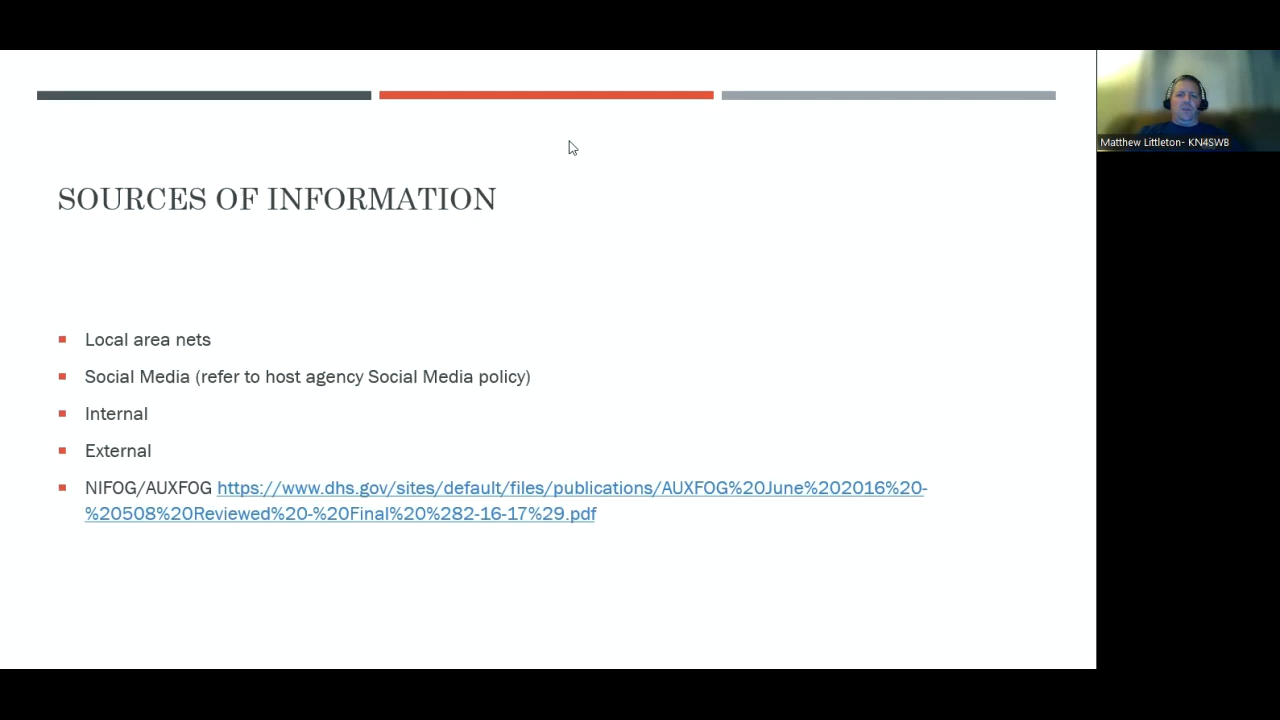 Matthew Littleton- KN4SWB
SOURCES OF INFORMATION
Local area nets
Social Media (refer to host agency Social Media policy)
Internal
External
NIFOG/AUXFOG https://www.dhs.gov/sites/default/files/publications/AUXFOG%20June%202016%20-
%20508%20Reviewed%20-%20Final%20%282-16-17%29.pdf